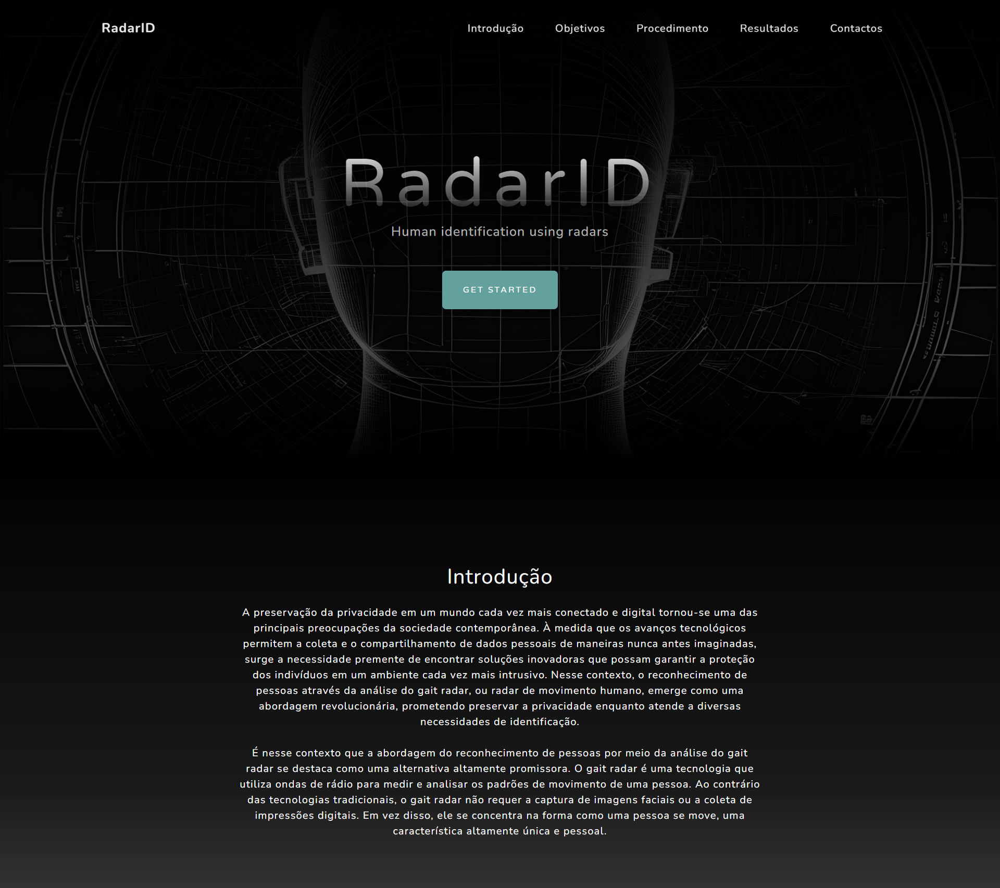 RadarID
Introdução
Objetivos
Procedimento
Resultados
Contactos
RadarID
Human identification using radars
GET STARTED
Introdução
A preservação da privacidade em um mundo cada vez mais conectado e digital tornou-se uma das
principais preocupações da sociedade contemporânea. À medida que os avanços tecnológicos
permitem a coleta e o compartilhamento de dados pessoais de maneiras nunca antes imaginadas,
surge a necessidade premente de encontrar soluções inovadoras que possam garantir a proteção
dos indivíduos em um ambiente cada vez mais intrusivo. Nesse contexto, o reconhecimento de
pessoas através da análise do gait radar, ou radar de movimento humano, emerge como uma
abordagem revolucionária, prometendo preservar a privacidade enquanto atende a diversas
necessidades de identificação.
É nesse contexto que a abordagem do reconhecimento de pessoas por meio da análise do gait
radar se destaca como uma alternativa altamente promissora. O gait radar é uma tecnologia que
utiliza ondas de rádio para medir e analisar os padrões de movimento de uma pessoa. Ao contrário
das tecnologias tradicionais, o gait radar não requer a captura de imagens faciais ou a coleta de
impressões digitais. Em vez disso, ele se concentra na forma como uma pessoa se move, uma
característica altamente única e pessoal.